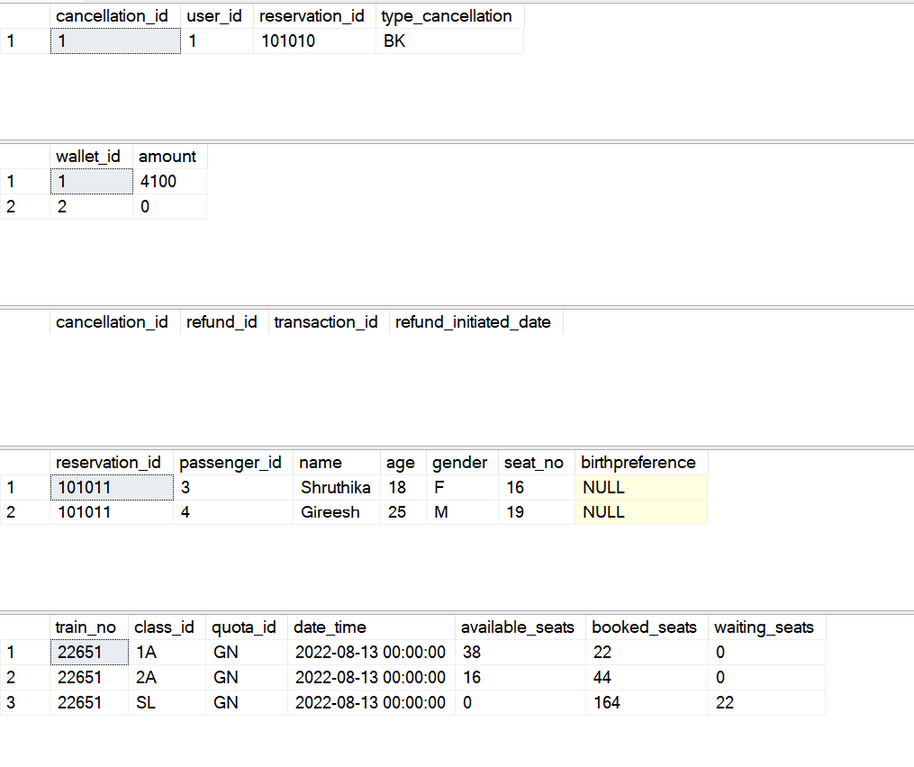 cancellation_id user_id reservation_id type_cancellation
1 1 1 101010 BK
wallet_id amount
1 1 4100
2 2 0
cancellation_id refund_id transaction_id refund_initiated_date
reservation_id passenger_id name age gender seat_no birthpreference
1 101011 3 Shruthika 18 F 16 NULL
2 101011 4 Gireesh 25 M 19 NULL
train_no class_id quota_id date_time available_seats booked_seats waiting_seats
1 22651 1A GN 2022-08-13 00:00:00 38 22 0
2 22651 2A GN 2022-08-13 00:00:00 16 44 0
3 22651 SL GN 2022-08-13 00:00:00 0 164 22